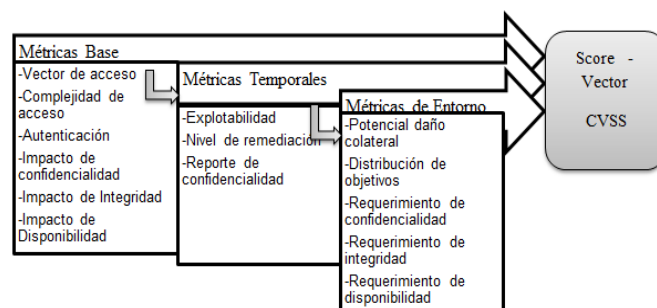 Métricas Base
-Vector de acceso
-Complejidad de
acceso
-Autenticación
-Impacto de
confidencialidad
-Impacto de Integridad
-Impacto de
Disponibilidad
Métricas Temporales
-Explotabilidad
-Nivel de remediación
-Reporte de
confidencialidad
Métricas de Entorno
-Potencial daño
colateral
-Distribución de
objetivos
-Requerimiento de
confidencialidad
-Requerimiento de
integridad
-Requerimiento de
disponibilidad
Score -
Vector
CVSS